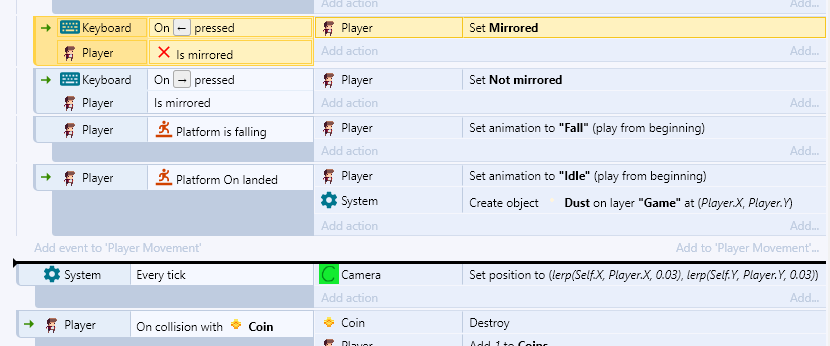 Add action Add...
Keyboard On ← pressed Player Set Mirrored
Player Is mirrored Add action Add...
Keyboard On → pressed Player Set Not mirrored
Player Is mirrored Add action Add...
Player Platform is falling Player Set animation to "Fall" (play from beginning)
Add action Add...
Player Platform On landed Player Set animation to "Idle" (play from beginning)
System Create object Dust on layer "Game" at (Player.X, Player.Y)
Add action Add...
Add event to 'Player Movement' Add to 'Player Movement'...
System Every tick C Camera Set position to (lerp(Self.X, Player.X, 0.03), lerp(Self.Y, Player.Y, 0.03))
Add action Add...
Player On collision with Coin Coin Destroy
Player Add 1 to Coins